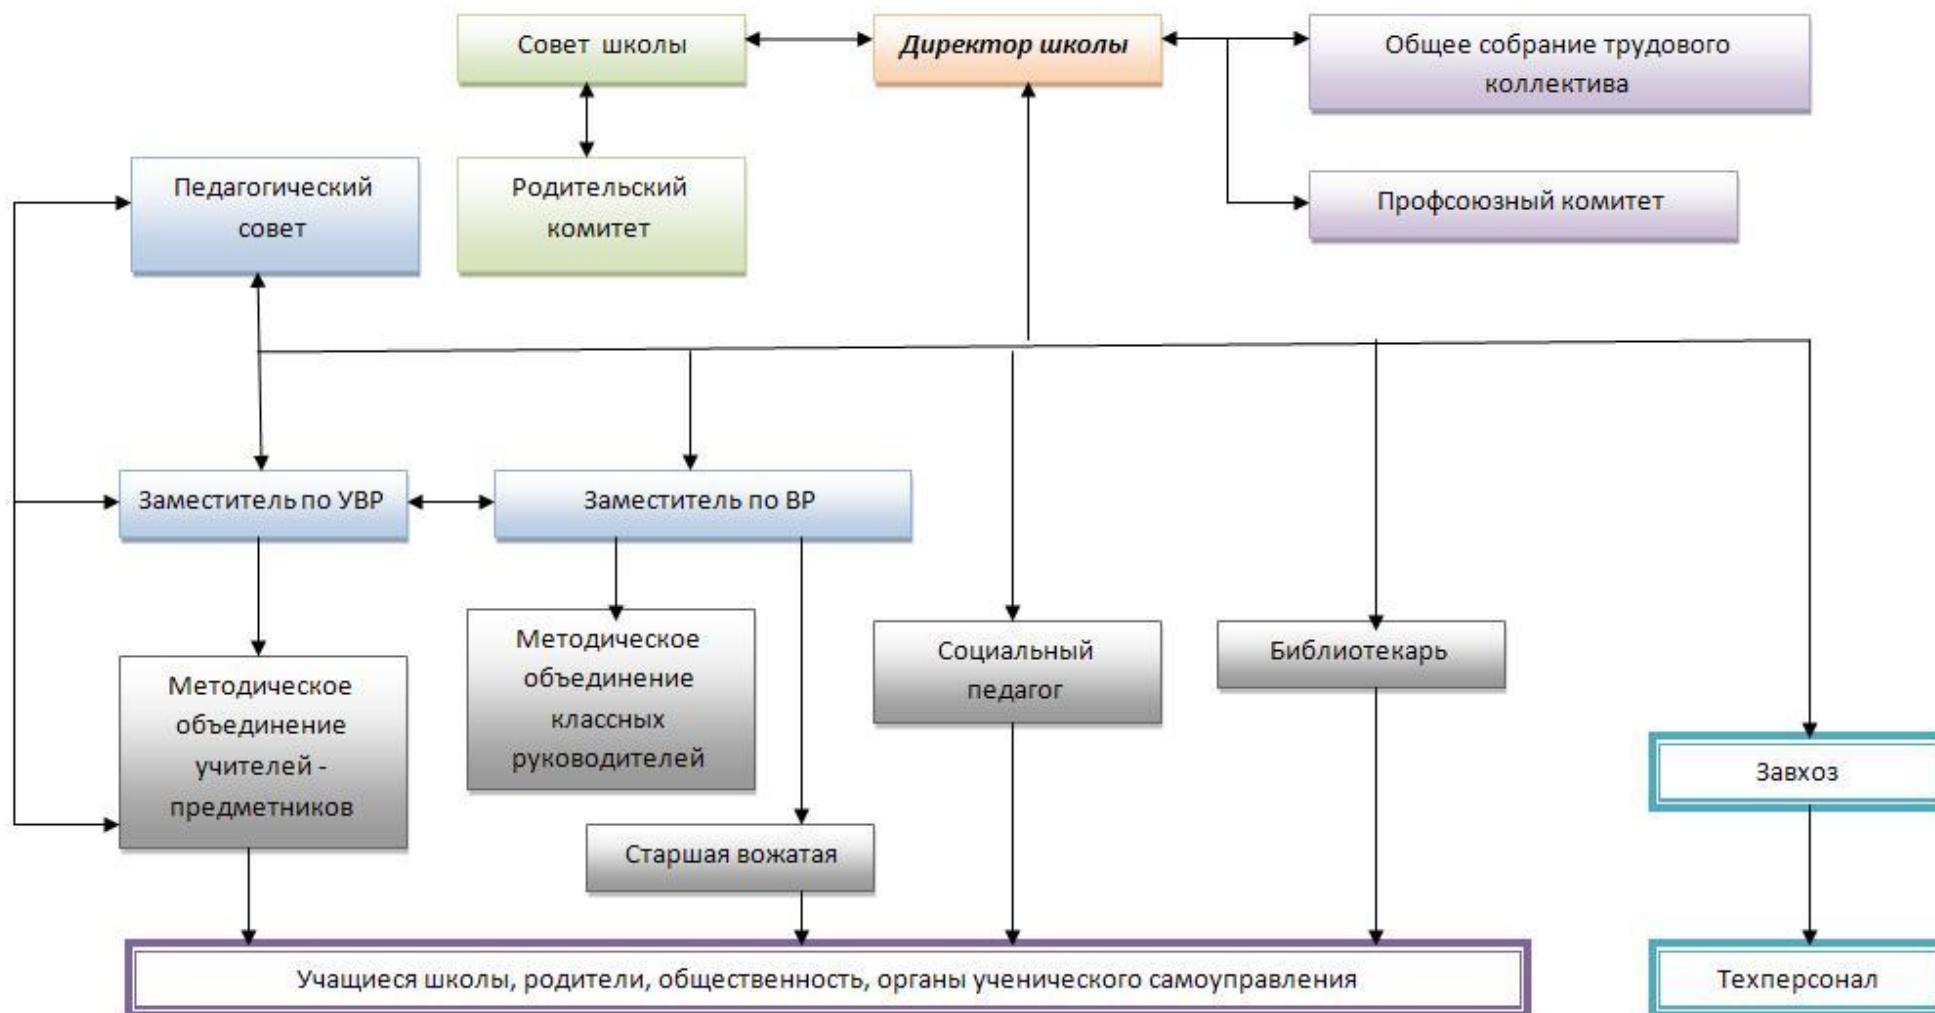 Совет школы
Директор школы
Общее собрание трудового
коллектива
Педагогический
совет
Родительский
комитет
Профсоюзный комитет
Заместитель по УВР
Заместитель по ВР
Методическое
объединение
учителей -
предметников
Методическое
объединение
классных
руководителей
Социальный
педагог
Библиотекарь
Завхоз
Старшая вожатая
Учащиеся школы, родители, общественность, органы ученического самоуправления
Техперсонал